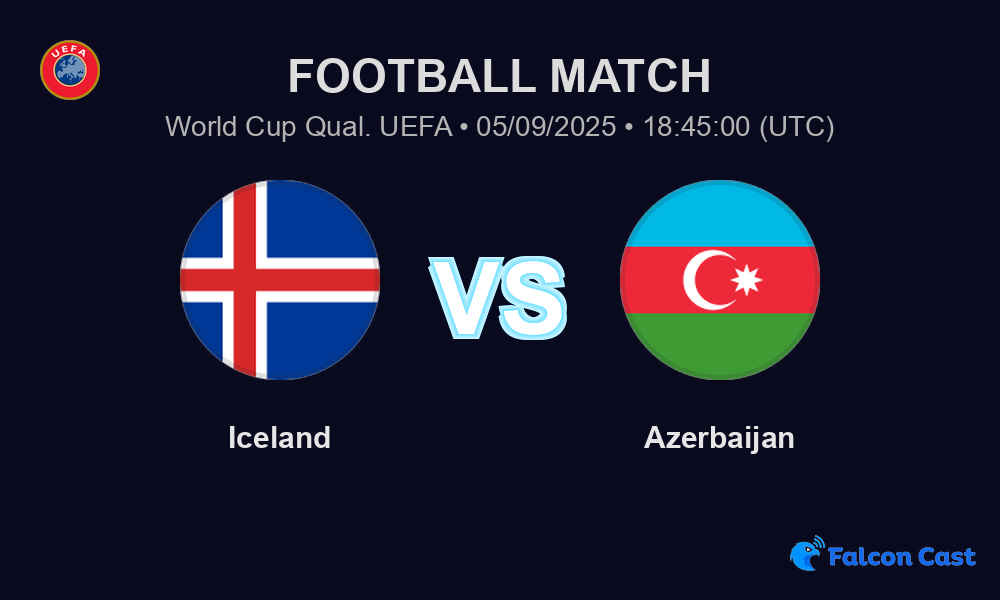 UEFA
FOOTBALL MATCH
World Cup Qual. UEFA • 05/09/2025 • 18:45:00 (UTC)
VS
Iceland
Azerbaijan
Falcon Cast